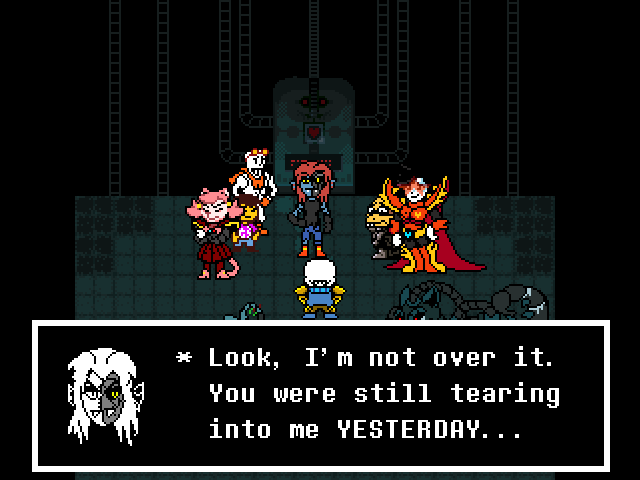 * Look, I'm not over it.
You were still tearing
into me YESTERDAY...